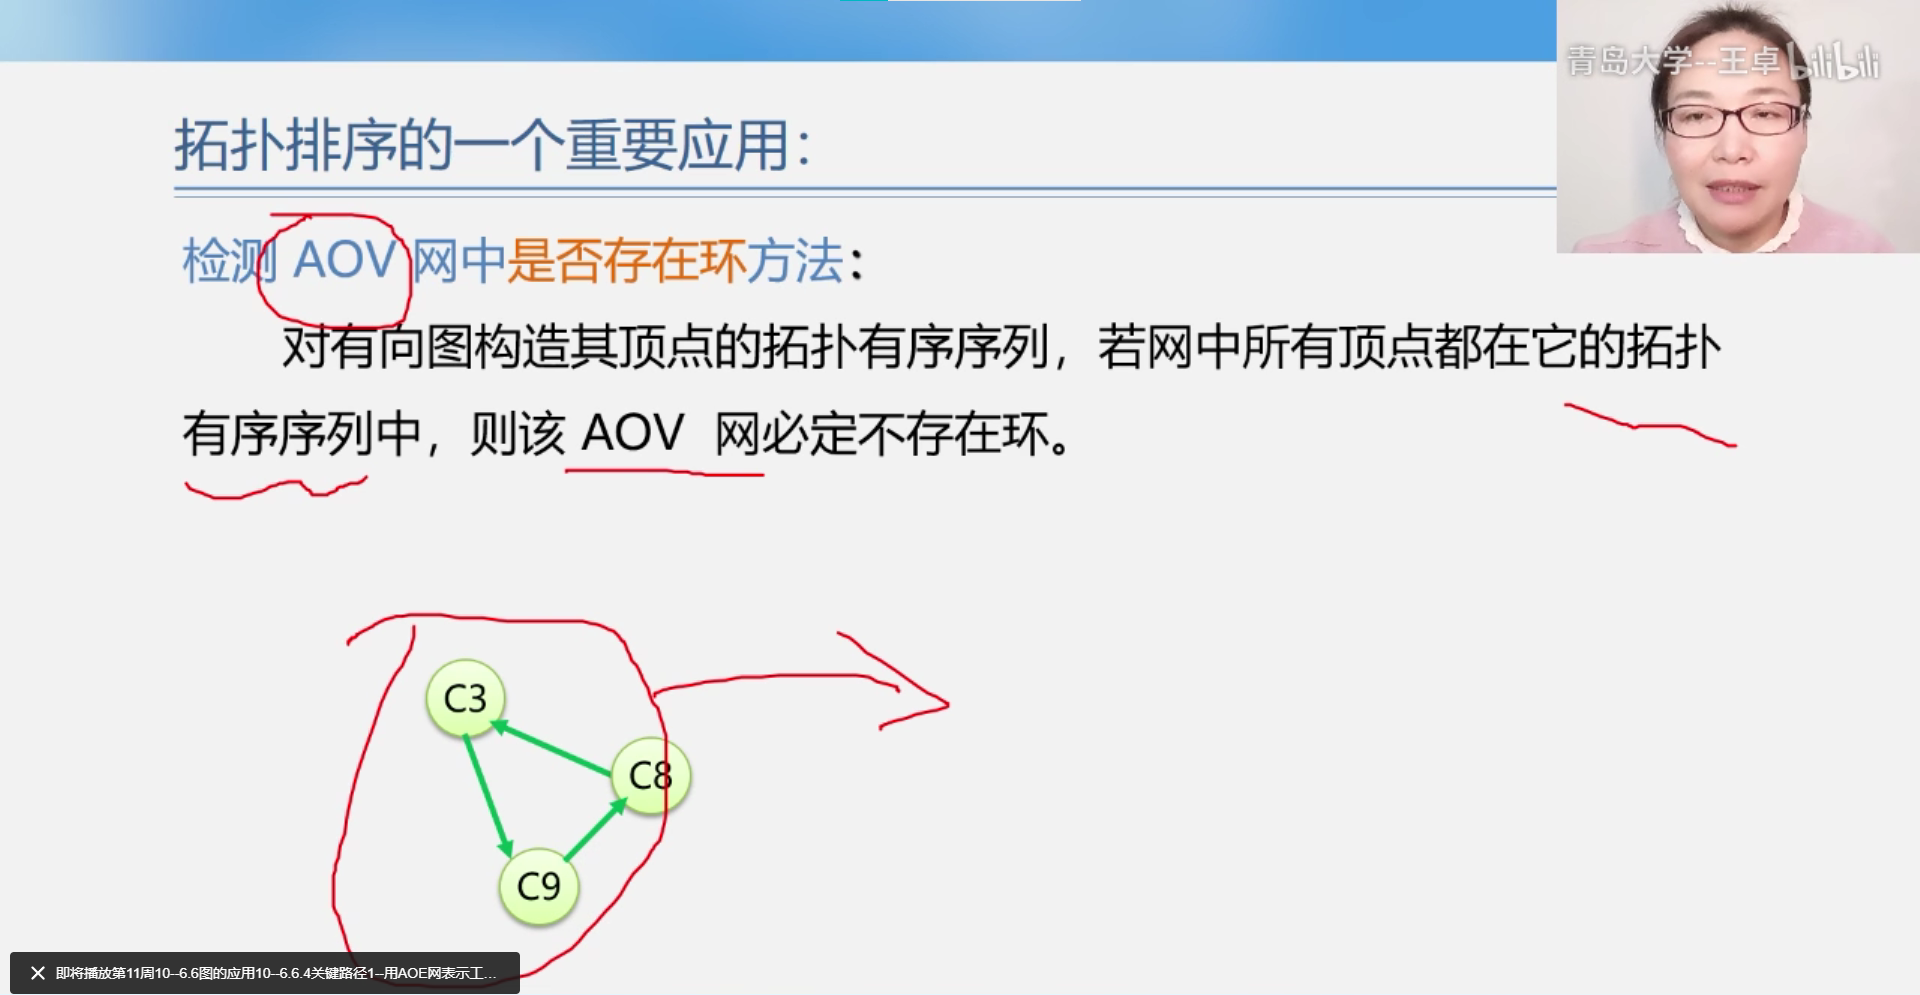 青岛大学--王卓 bilibili
拓扑排序的一个重要应用：
检测 AOV 网中是否存在环方法：
对有向图构造其顶点的拓扑有序序列，若网中所有顶点都在它的拓扑
有序序列中，则该 AOV 网必定不存在环。
C3
C8
C9
即将播放第11周10--6.6图的应用10--6.6.4关键路径1--用AOE网表示工...